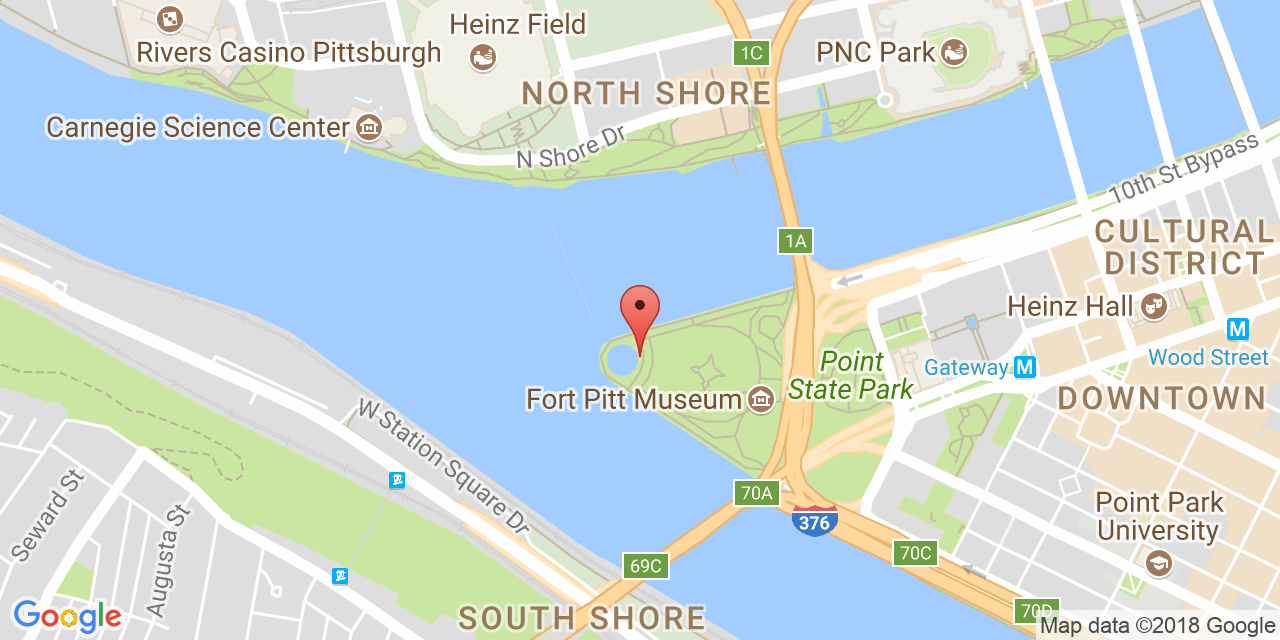 Heinz Field
Rivers Casino Pittsburgh
1C
PNC Park
NORTH SHORE
Carnegie Science Center
N Shore Dr
10th St Bypass
1A
CULTURAL
DISTRICT
Heinz Hall
M
Wood Street
Point
State Park
Gateway M
Fort Pitt Museum
DOWNTOWN
W Station Square Dr
Seward St
Augusta St
70A
376
Point Park
University
70C
69C
70D
SOUTH SHORE
Google
Map data ©2018 Google